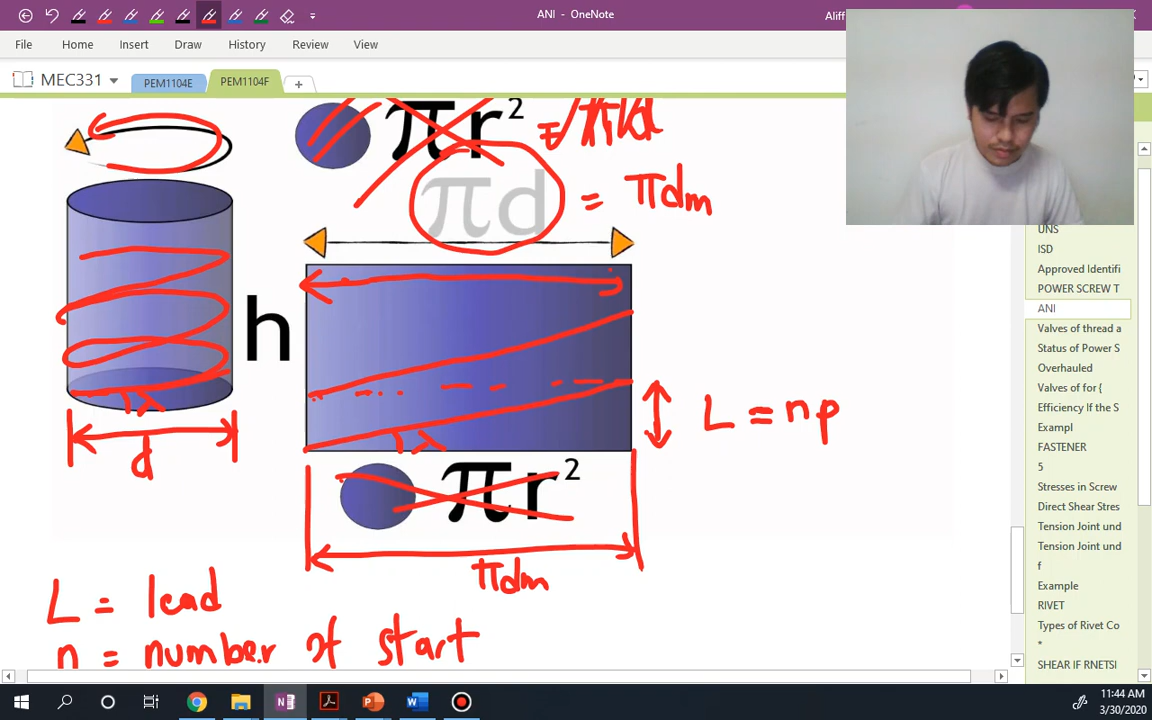 ANI - OneNote
Aliff
File Home Insert Draw History Review View
MEC331 PEM1104E PEM1104F +
πr²
πd = πdm
h
L = np
d
πr²
πdm
L = lead
n = number of start
UNS
ISD
Approved Identifi
POWER SCREW T
ANI
Valves of thread a
Status of Power S
Overhauled
Valves of for {
Efficiency If the S
Exampl
FASTENER
5
Stresses in Screw
Direct Shear Stres
Tension Joint und
Tension Joint und
f
Example
RIVET
Types of Rivet Co
*
SHEAR IF RNETSI
11:44 AM
3/30/2020